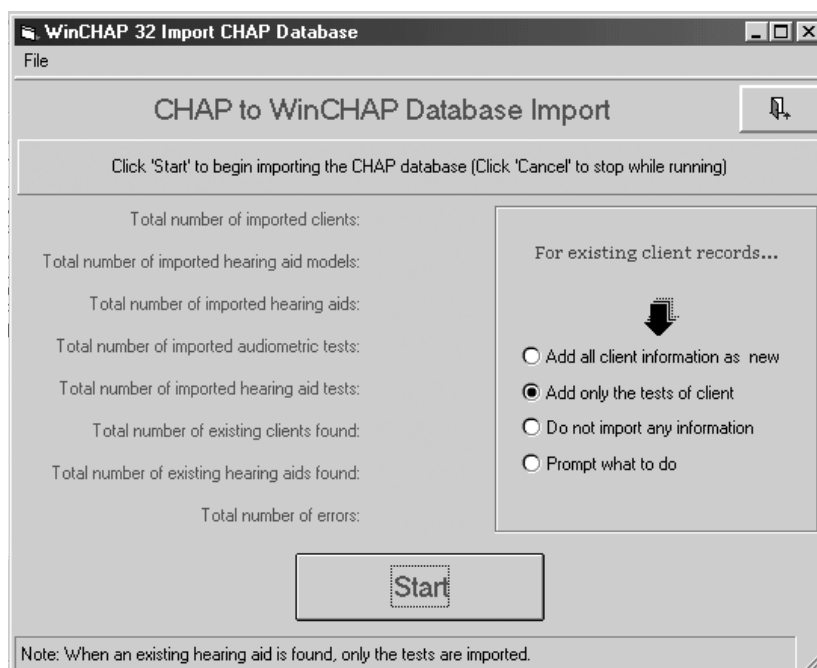 WinCHAP 32 Import CHAP Database
File
CHAP to WinCHAP Database Import
Click 'Start' to begin importing the CHAP database (Click 'Cancel' to stop while running)
Total number of imported clients:
Total number of imported hearing aid models:
Total number of imported hearing aids:
Total number of imported audiometric tests:
Total number of imported hearing aid tests:
Total number of existing clients found:
Total number of existing hearing aids found:
Total number of errors:
For existing client records...
Add all client information as new
Add only the tests of client
Do not import any information
Prompt what to do
Start
Note: When an existing hearing aid is found, only the tests are imported.